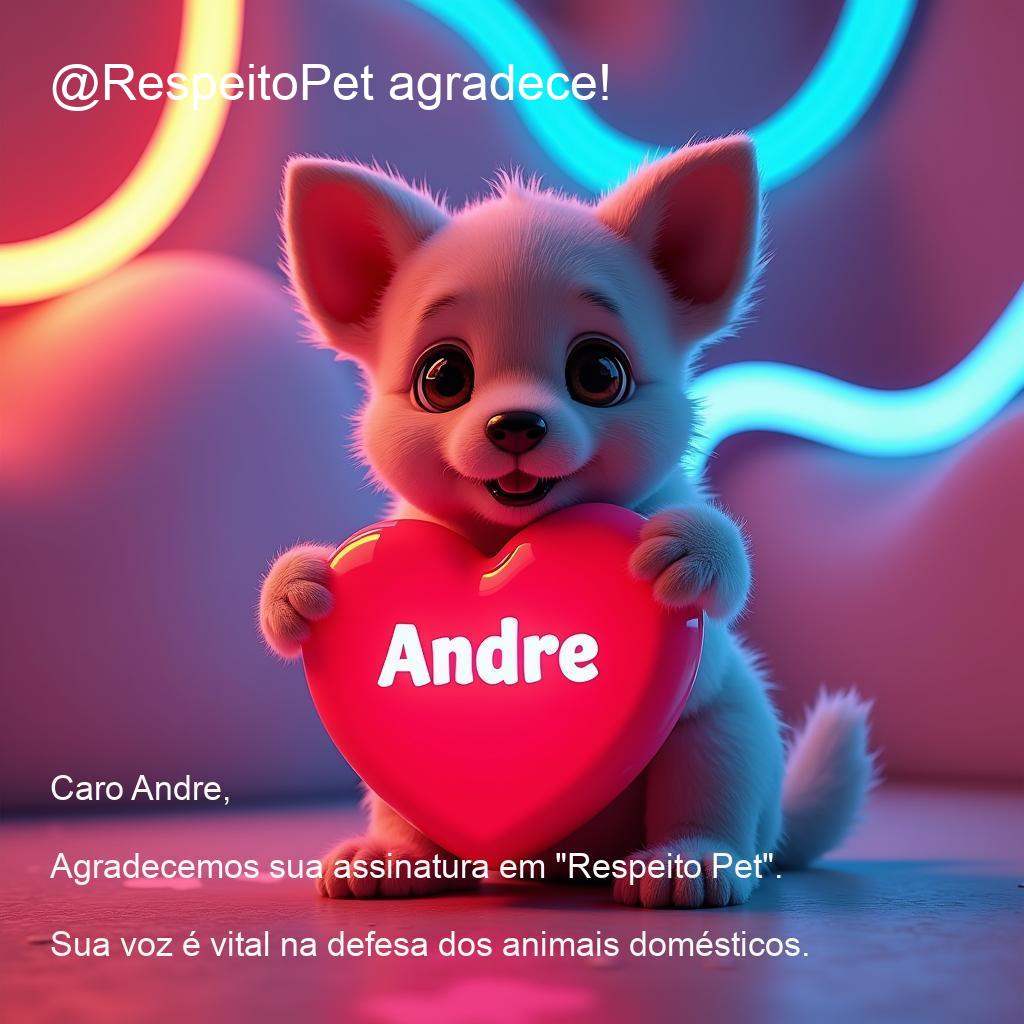 @RespeitoPet agradece!
Andre
Caro Andre,
Agradecemos sua assinatura em "Respeito Pet".
Sua voz é vital na defesa dos animais domésticos.